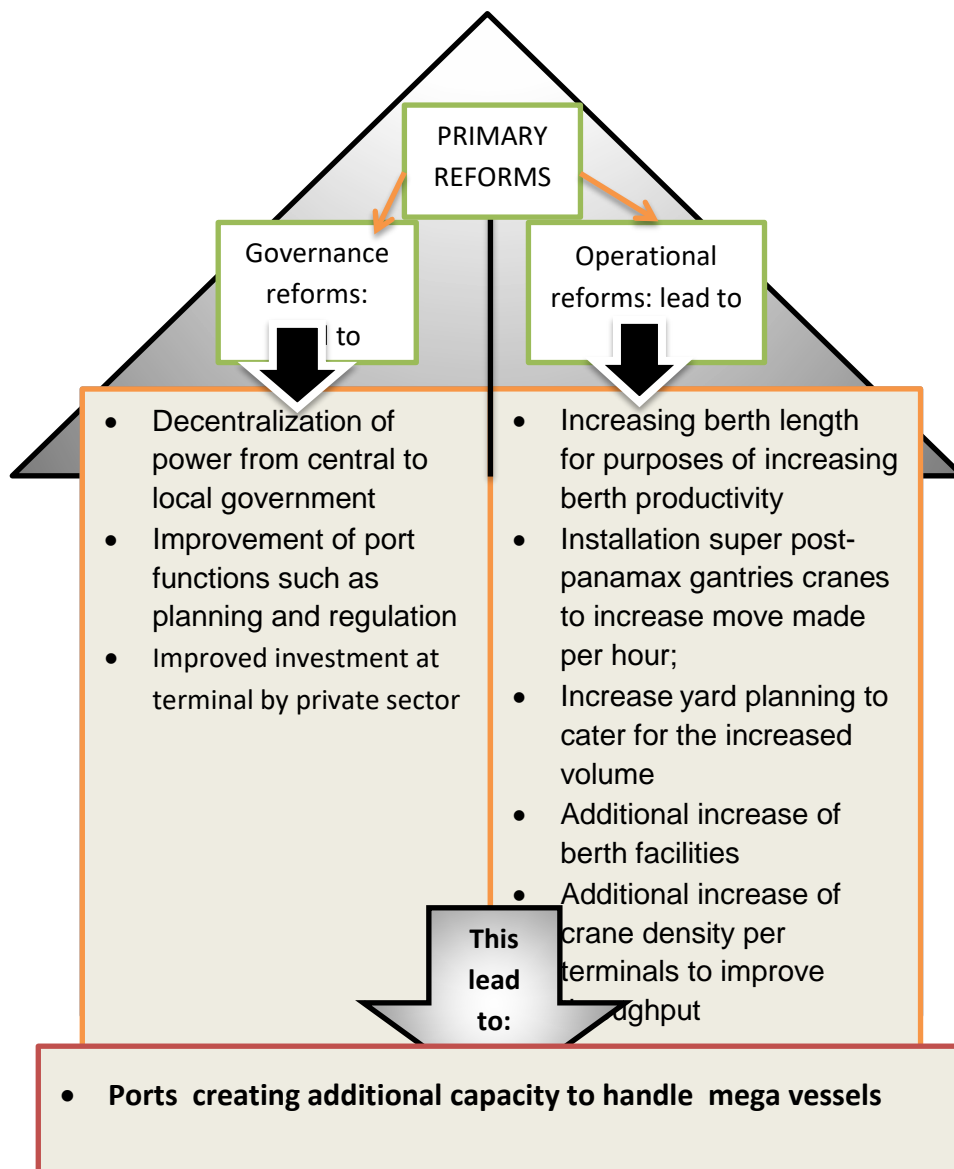 PRIMARY
REFORMS
Governance
reforms:
to
Operational
reforms: lead to
• Decentralization of
power from central to
local government
• Improvement of port
functions such as
planning and regulation
• Improved investment at
terminal by private sector
• Increasing berth length
for purposes of increasing
berth productivity
• Installation super post-
panamax gantries cranes
to increase move made
per hour;
• Increase yard planning to
cater for the increased
volume
• Additional increase of
berth facilities
• Additional increase of
crane density per
terminals to improve
This
lead
to:
• Ports creating additional capacity to handle mega vessels